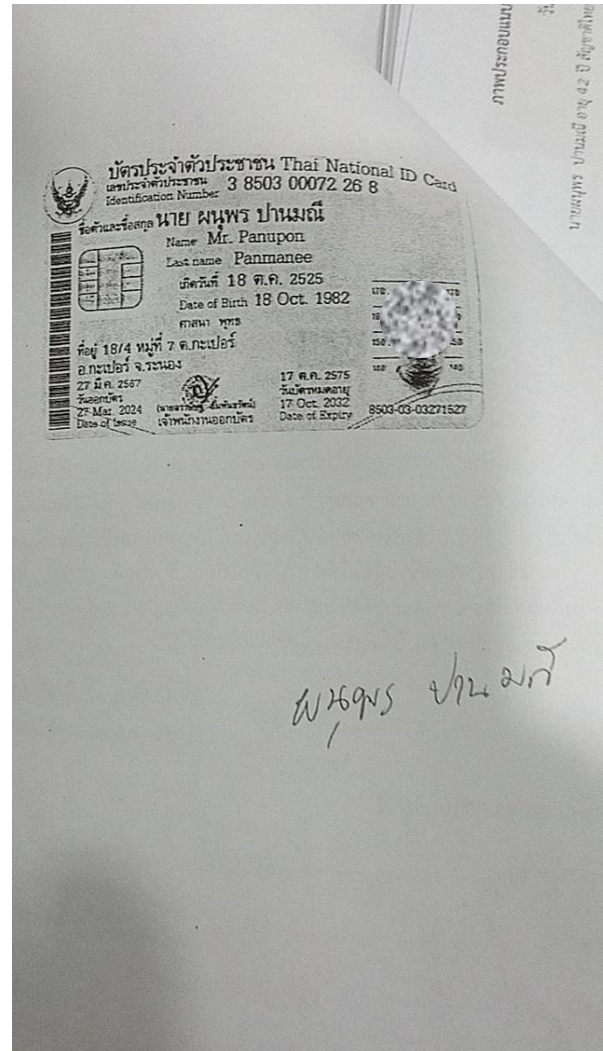 บัตรประจำตัวประชาชน Thai National ID Card
เลขประจำตัวประชาชน
Identification Number
3 8503 00072 26 8
ชื่อตัวและชื่อสกุล นาย ผนุพร ปานมณี
Name Mr. Panupon
Last name Panmanee
เกิดวันที่ 18 ต.ค. 2525
Date of Birth 18 Oct. 1982
ศาสนา พุทธ
ที่อยู่ 18/4 หมู่ที่ 7 ต.กะเปอร์
อ.กะเปอร์ จ.ระนอง
27 มี.ค. 2567
วันออกบัตร
27 Mar. 2024
Date of Issue
เจ้าพนักงานออกบัตร
17 ต.ค. 2575
วันบัตรหมดอายุ
17 Oct. 2032
Date of Expiry
8503-03-03271527
ผนุพร ปานมณี